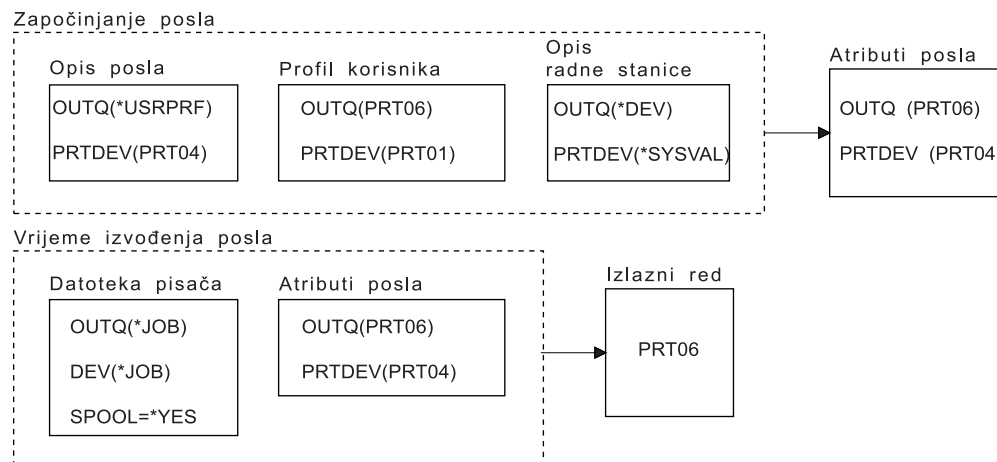 Započinjanje posla
Opis posla
OUTQ(*USRPRF)
PRTDEV(PRT04)
Profil korisnika
OUTQ(PRT06)
PRTDEV(PRT01)
Opis
radne stanice
OUTQ(*DEV)
PRTDEV(*SYSVAL)
Atributi posla
OUTQ (PRT06)
PRTDEV (PRT04
Vrijeme izvođenja posla
Datoteka pisača
OUTQ(*JOB)
DEV(*JOB)
SPOOL=*YES
Atributi posla
OUTQ(PRT06)
PRTDEV(PRT04)
Izlazni red
PRT06